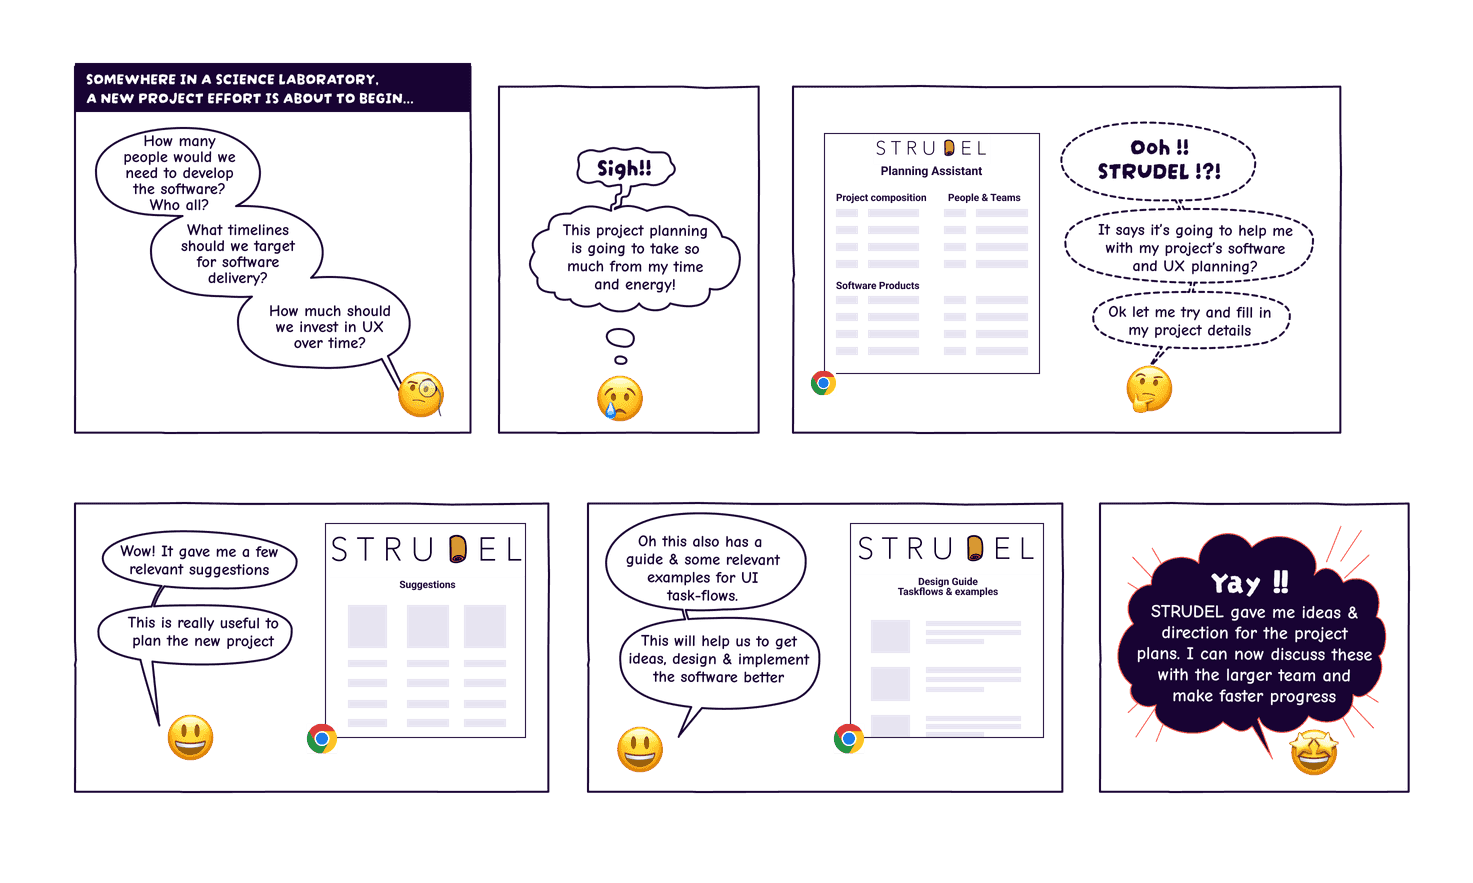 SOMEWHERE IN A SCIENCE LABORATORY,
A NEW PROJECT EFFORT IS ABOUT TO BEGIN...
How many
people would we
need to develop
the software?
Who all?
What timelines
should we target
for software
delivery?
How much should
we invest in UX
over time?
Sigh!!
This project planning
is going to take so
much from my time
and energy!
STRUDEL
Planning Assistant
Project composition
People & Teams
Software Products
Ooh !!
STRUDEL !?!
It says it's going to help me
with my project's software
and UX planning?
Ok let me try and fill in
my project details
Wow! It gave me a few
relevant suggestions
This is really useful to
plan the new project
STRUDEL
Suggestions
Oh this also has a
guide & some relevant
examples for UI
task-flows.
This will help us to get
ideas, design & implement
the software better
STRUDEL
Design Guide
Taskflows & examples
Yay !!
STRUDEL gave me ideas &
direction for the project
plans. I can now discuss these
with the larger team and
make faster progress